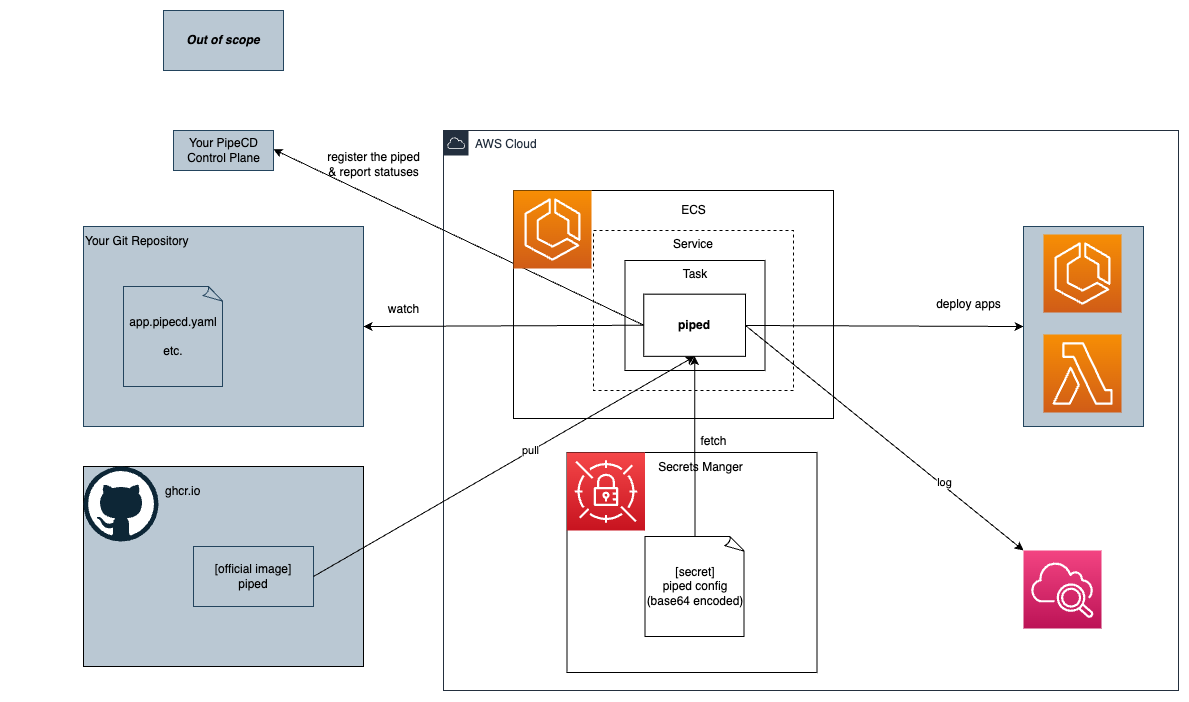 Out of scope
Your PipeCD
Control Plane
register the piped
& report statuses
AWS Cloud
ECS
Service
Task
piped
Your Git Repository
app.pipecd.yaml
etc.
watch
deploy apps
pull
fetch
Secrets Manger
log
ghcr.io
[official image]
piped
[secret]
piped config
(base64 encoded)